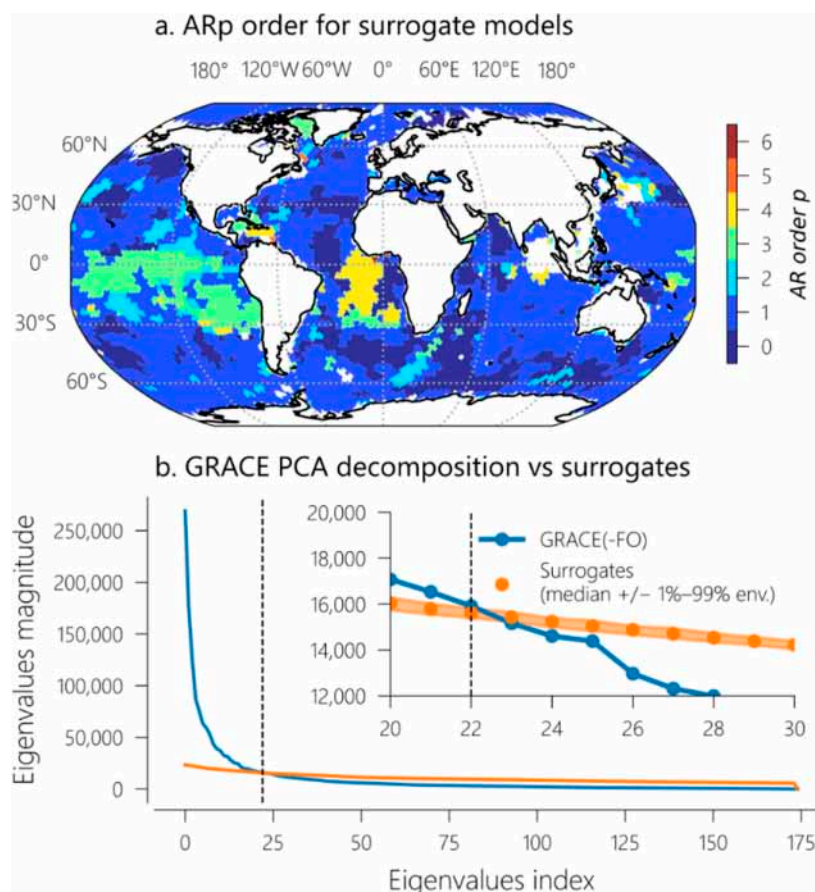 a. ARp order for surrogate models
180° 120°W 60°W 0° 60°E 120°E 180°
60°N
30°N
0°
30°S
60°S
6
5
4
3
2
1
0
AR order p
b. GRACE PCA decomposition vs surrogates
Eigenvalues magnitude
250,000
200,000
150,000
100,000
50,000
0
20,000
18,000
16,000
14,000
12,000
GRACE(-FO)
Surrogates
(median +/− 1%–99% env.)
20 22 24 26 28 30
0 25 50 75 100 125 150 175
Eigenvalues index